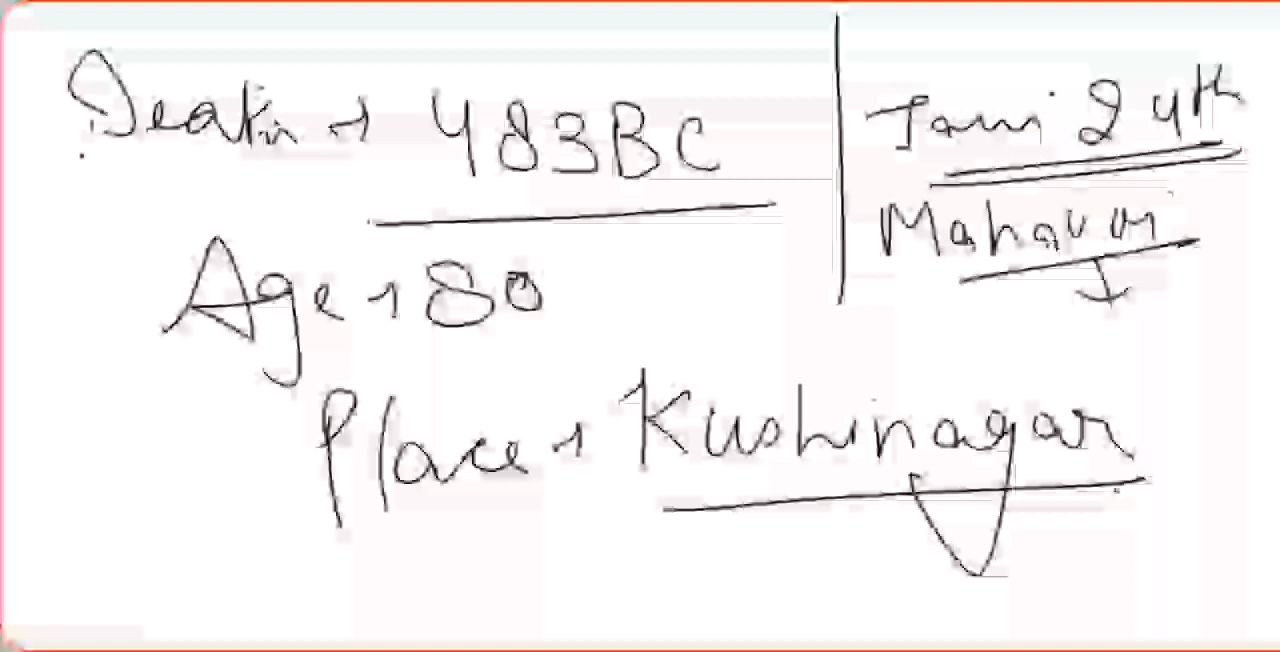 Death → 483BC
Age → 80
Place → Kushinagar
Jain 24th
Mahavir